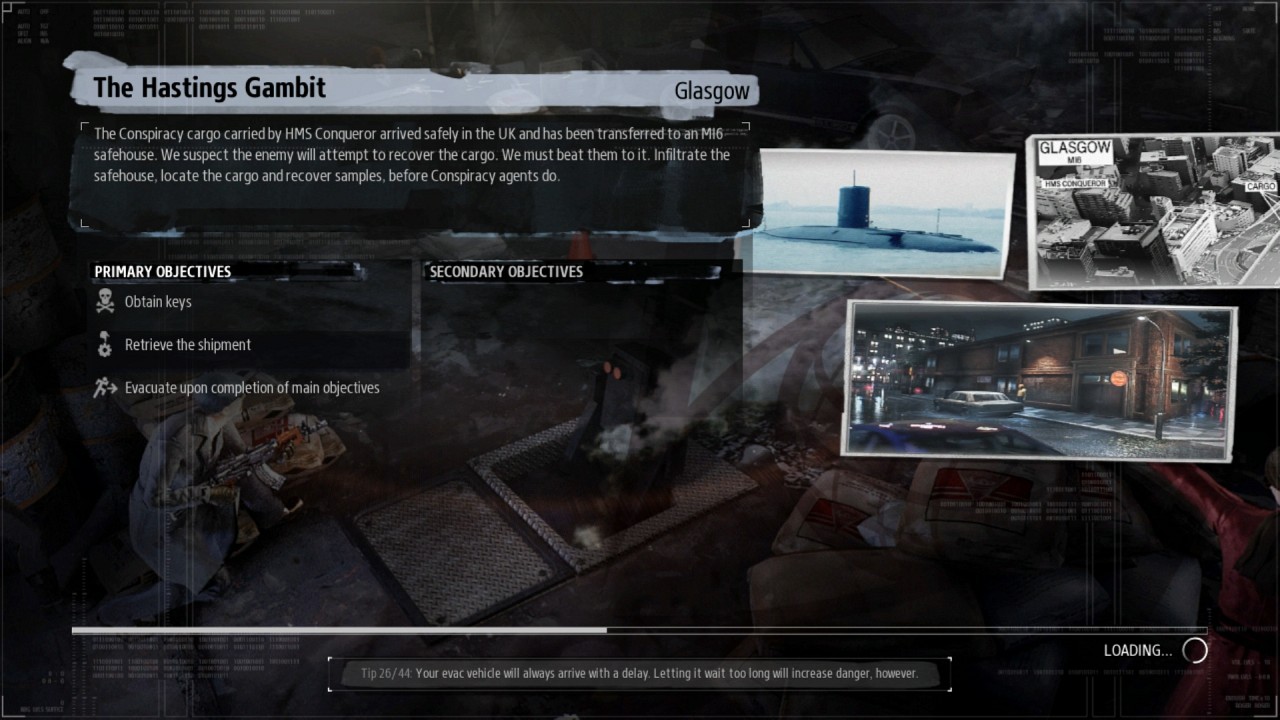 The Hastings Gambit
Glasgow
The Conspiracy cargo carried by HMS Conqueror arrived safely in the UK and has been transferred to an MI6
safehouse. We suspect the enemy will attempt to recover the cargo. We must beat them to it. Infiltrate the
safehouse, locate the cargo and recover samples, before Conspiracy agents do.
GLASGOW
MI6
HMS CONQUEROR
CARGO
PRIMARY OBJECTIVES
SECONDARY OBJECTIVES
Obtain keys
Retrieve the shipment
Evacuate upon completion of main objectives
LOADING...
Tip 26/44: Your evac vehicle will always arrive with a delay. Letting it wait too long will increase danger, however.